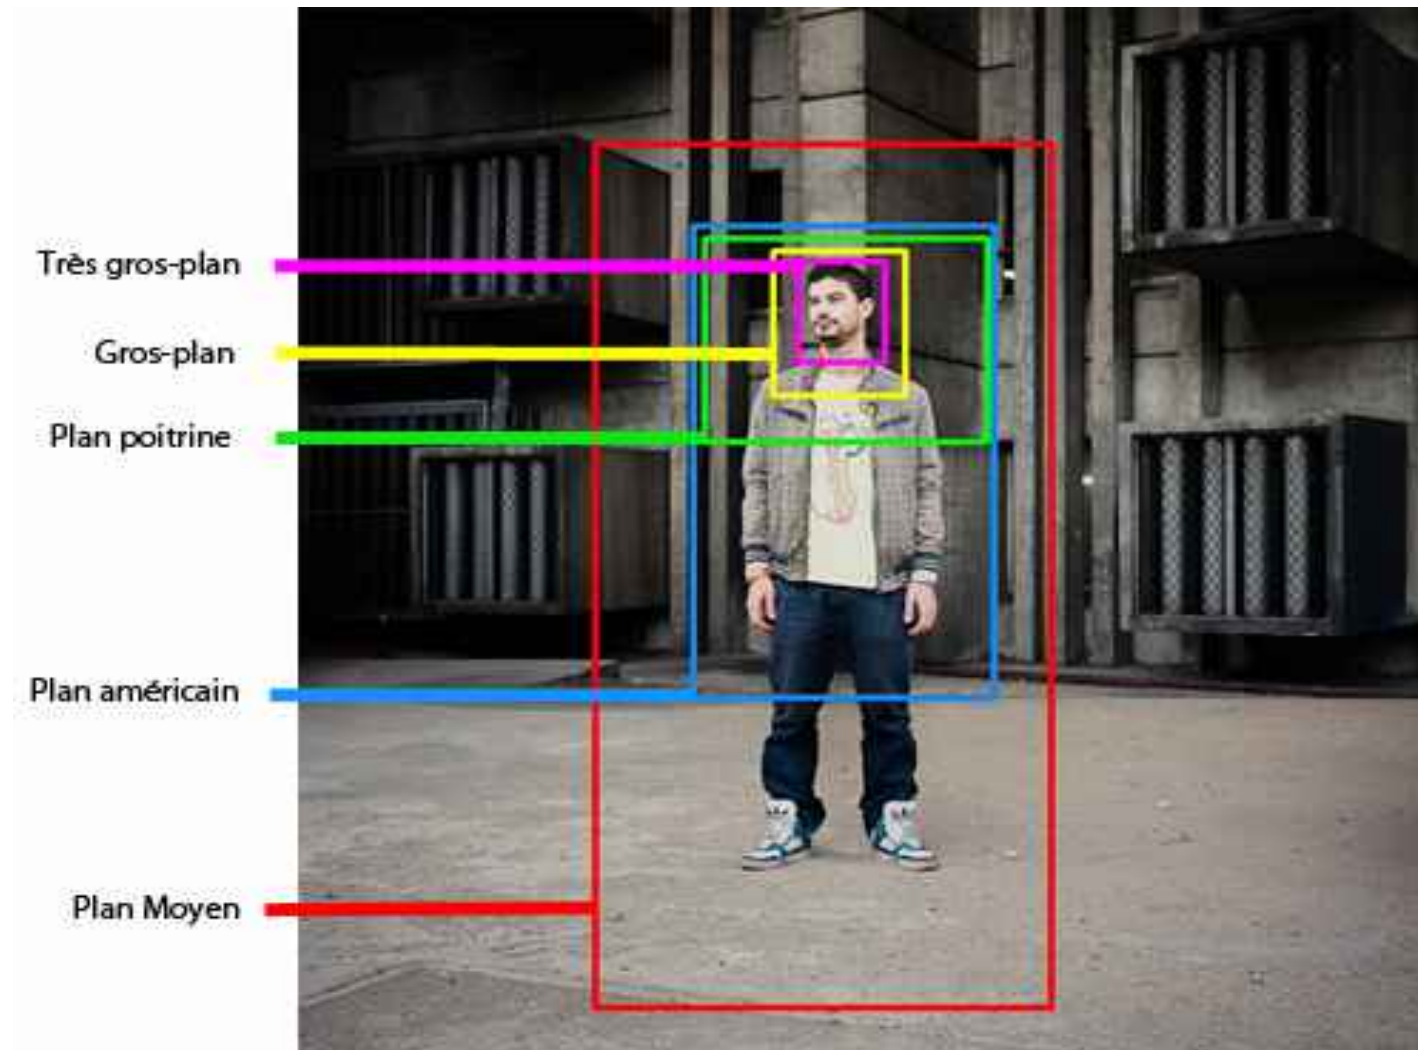 Très gros-plan
Gros-plan
Plan poitrine
Plan américain
Plan Moyen